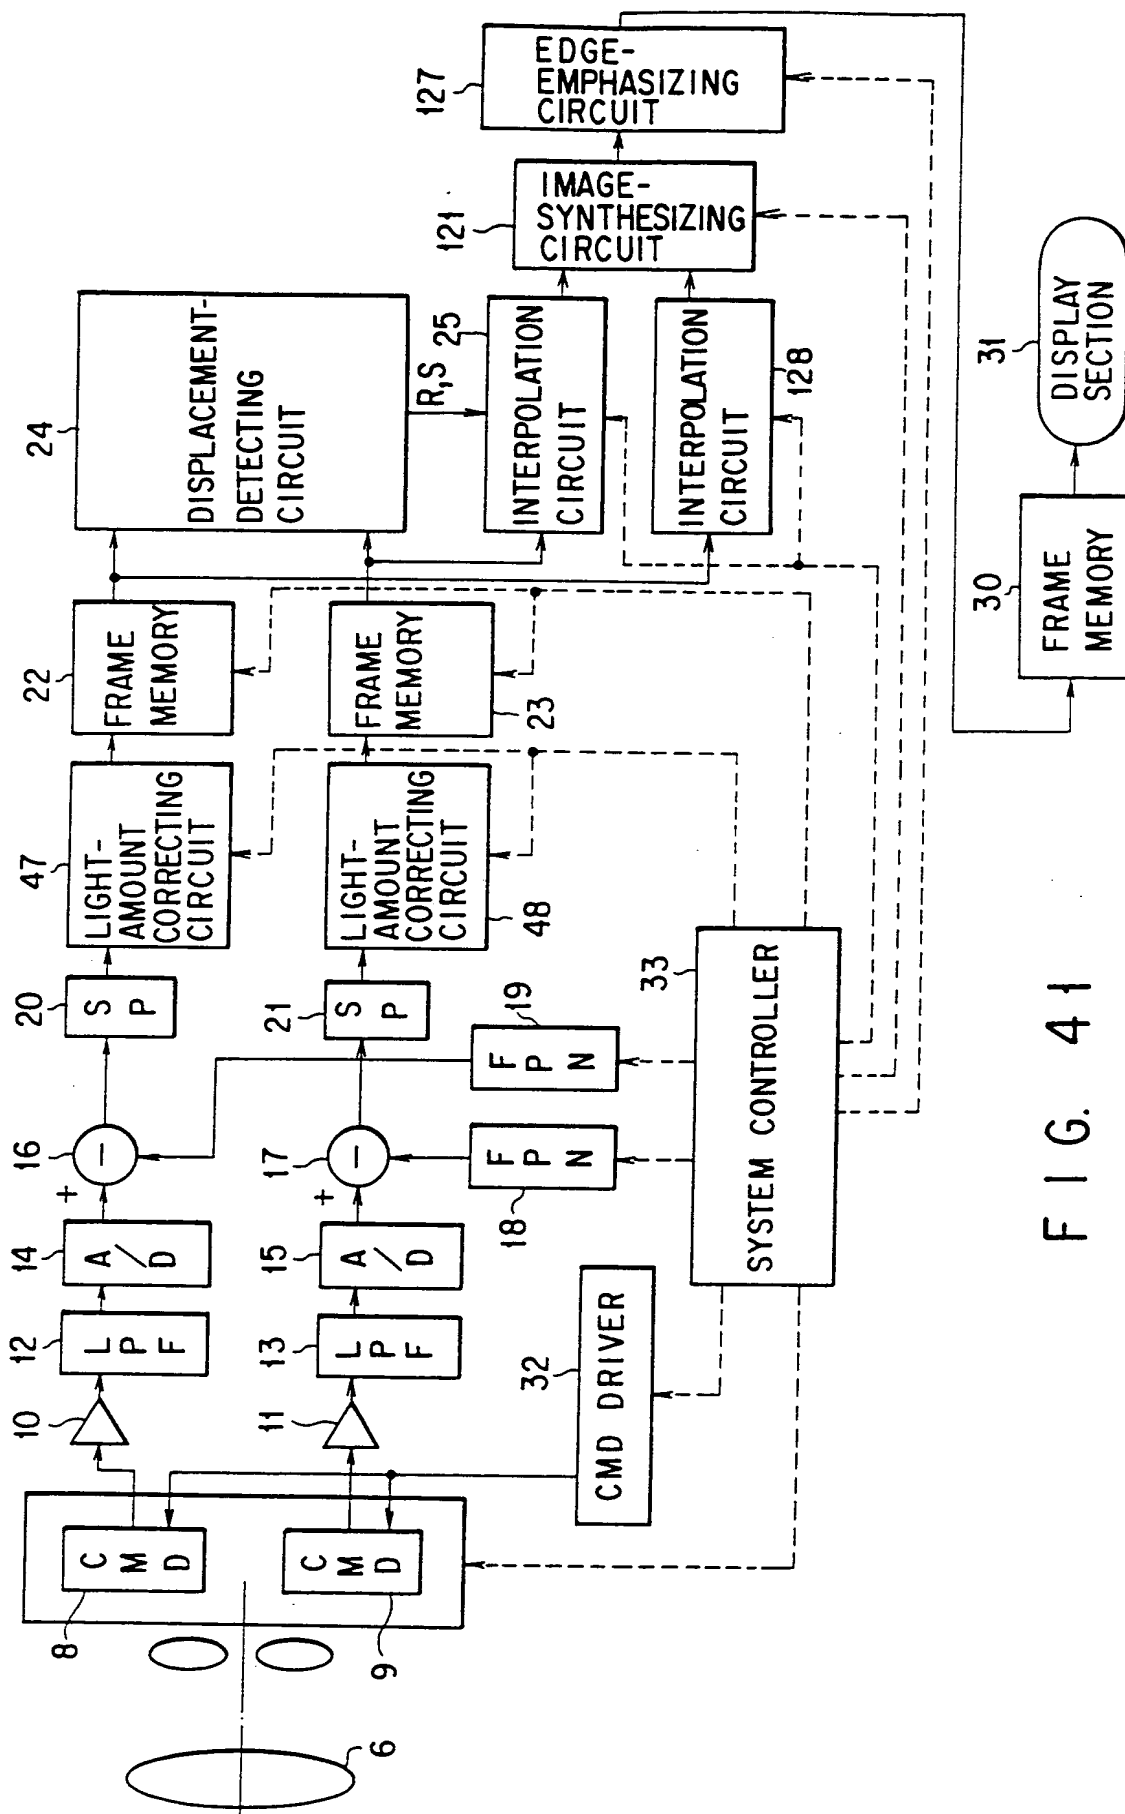 8
C
M
D
9
C
M
D
6
10
11
12
L
P
F
13
L
P
F
14
A
/
D
15
A
/
D
16
+
−
17
+
−
18
F
P
N
19
F
P
N
20
S
P
21
S
P
47
LIGHT-
AMOUNT
CORRECTING
CIRCUIT
48
LIGHT-
AMOUNT
CORRECTING
CIRCUIT
22
FRAME
MEMORY
23
FRAME
MEMORY
24
DISPLACEMENT-
DETECTING
CIRCUIT
R,S
25
INTERPOLATION
CIRCUIT
128
INTERPOLATION
CIRCUIT
121
IMAGE-
SYNTHESIZING
CIRCUIT
127
EDGE-
EMPHASIZING
CIRCUIT
32
CMD DRIVER
33
SYSTEM CONTROLLER
30
FRAME
MEMORY
31
DISPLAY
SECTION
FIG. 41